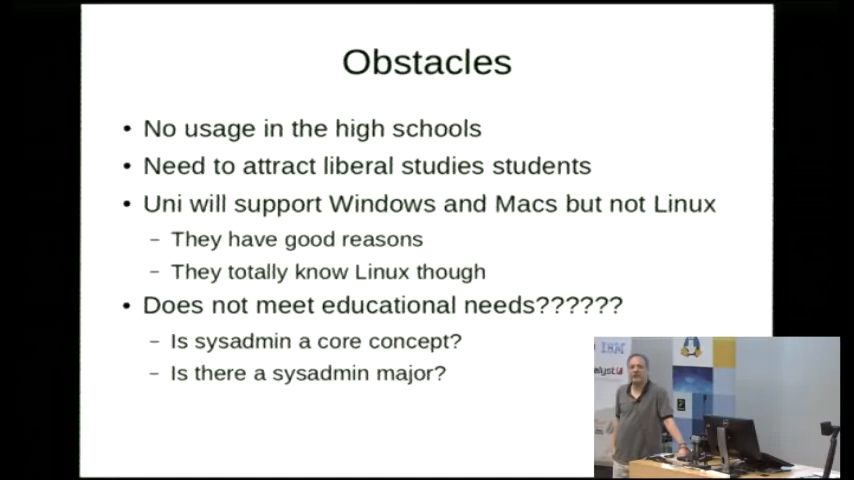 Obstacles
• No usage in the high schools
• Need to attract liberal studies students
• Uni will support Windows and Macs but not Linux
– They have good reasons
– They totally know Linux though
• Does not meet educational needs??????
– Is sysadmin a core concept?
– Is there a sysadmin major?
IBM